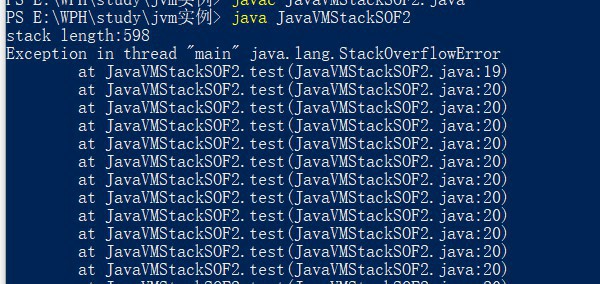 PS E:\WPH\study\jvm实例> javac JavaVMStackSOF2.java
PS E:\WPH\study\jvm实例> java JavaVMStackSOF2
stack length:598
Exception in thread "main" java.lang.StackOverflowError
        at JavaVMStackSOF2.test(JavaVMStackSOF2.java:19)
        at JavaVMStackSOF2.test(JavaVMStackSOF2.java:20)
        at JavaVMStackSOF2.test(JavaVMStackSOF2.java:20)
        at JavaVMStackSOF2.test(JavaVMStackSOF2.java:20)
        at JavaVMStackSOF2.test(JavaVMStackSOF2.java:20)
        at JavaVMStackSOF2.test(JavaVMStackSOF2.java:20)
        at JavaVMStackSOF2.test(JavaVMStackSOF2.java:20)
        at JavaVMStackSOF2.test(JavaVMStackSOF2.java:20)
        at JavaVMStackSOF2.test(JavaVMStackSOF2.java:20)
        at JavaVMStackSOF2.test(JavaVMStackSOF2.java:20)
        at JavaVMStackSOF2.test(JavaVMStackSOF2.java:20)
        at JavaVMStackSOF2.test(JavaVMStackSOF2.java:20)
        at JavaVMStackSOF2.test(JavaVMStackSOF2.java:20)